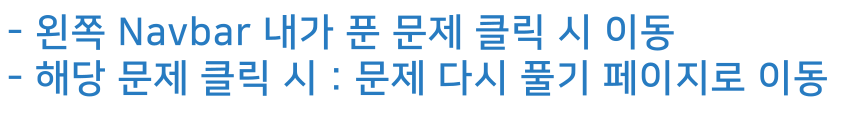 - 왼쪽 Navbar 내가 푼 문제 클릭 시 이동
- 해당 문제 클릭 시 : 문제 다시 풀기 페이지로 이동